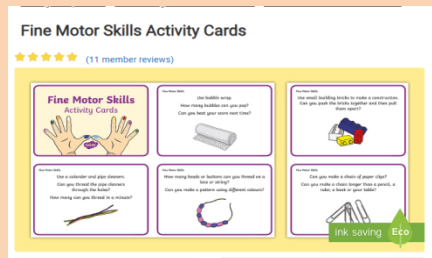 Fine Motor Skills Activity Cards
(11 member reviews)
Fine Motor Skills
Activity Cards
Use bubble wrap.
How many bubbles can you pop?
Can you beat your score next time?
Use small building bricks to make a construction.
Can you push the bricks together and then pull
them apart?
Use a colander and pipe cleaners.
Can you thread the pipe cleaners
through the holes?
How many can you thread in a minute?
How many beads or buttons can you thread on a
lace or string?
Can you make a pattern using different colours?
Can you make a chain of paper clips?
Can you make a chain longer than a pencil, a
ruler, a book or your table?
ink saving Eco